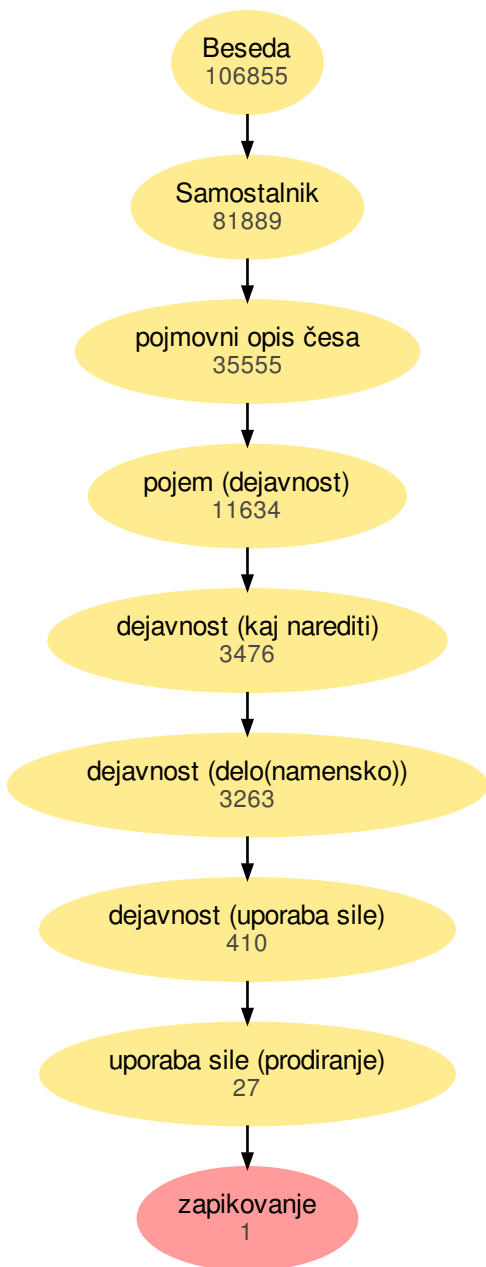 Beseda
106855
Samostalnik
81889
pojmovni opis česa
35555
pojem (dejavnost)
11634
dejavnost (kaj narediti)
3476
dejavnost (delo(namensko))
3263
dejavnost (uporaba sile)
410
uporaba sile (prodiranje)
27
zapikovanje
1